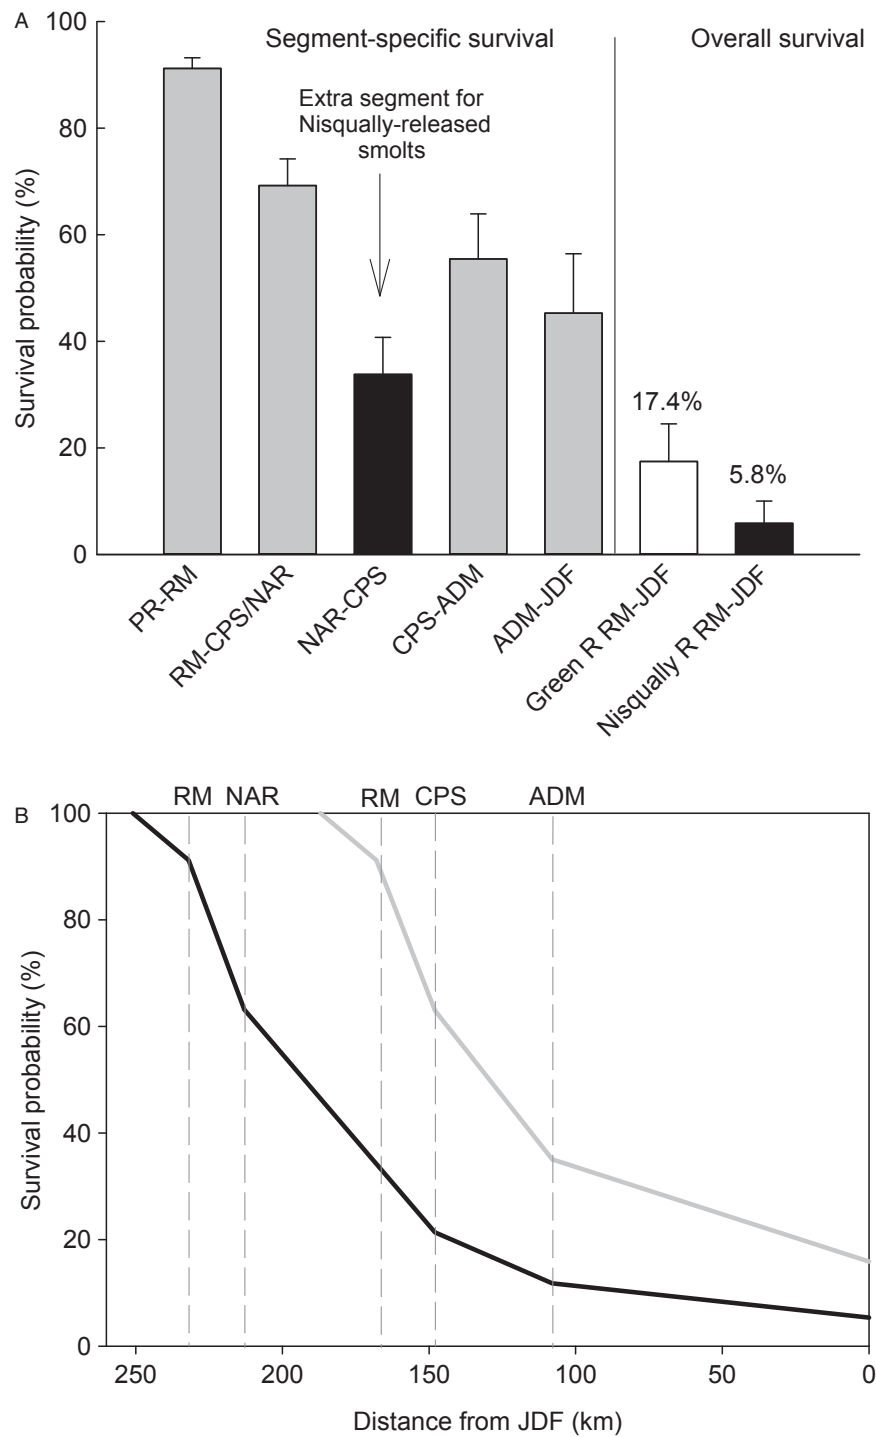 A
Segment-specific survival
Overall survival
Extra segment for
Nisqually-released
smolts
Survival probability (%)
100
80
60
40
20
0
17.4%
5.8%
PR-RM
RM-CPS/NAR
NAR-CPS
CPS-ADM
ADM-JDF
Green R RM-JDF
Nisqually R RM-JDF
B
RM NAR RM CPS ADM
Survival probability (%)
100
80
60
40
20
0
250 200 150 100 50 0
Distance from JDF (km)